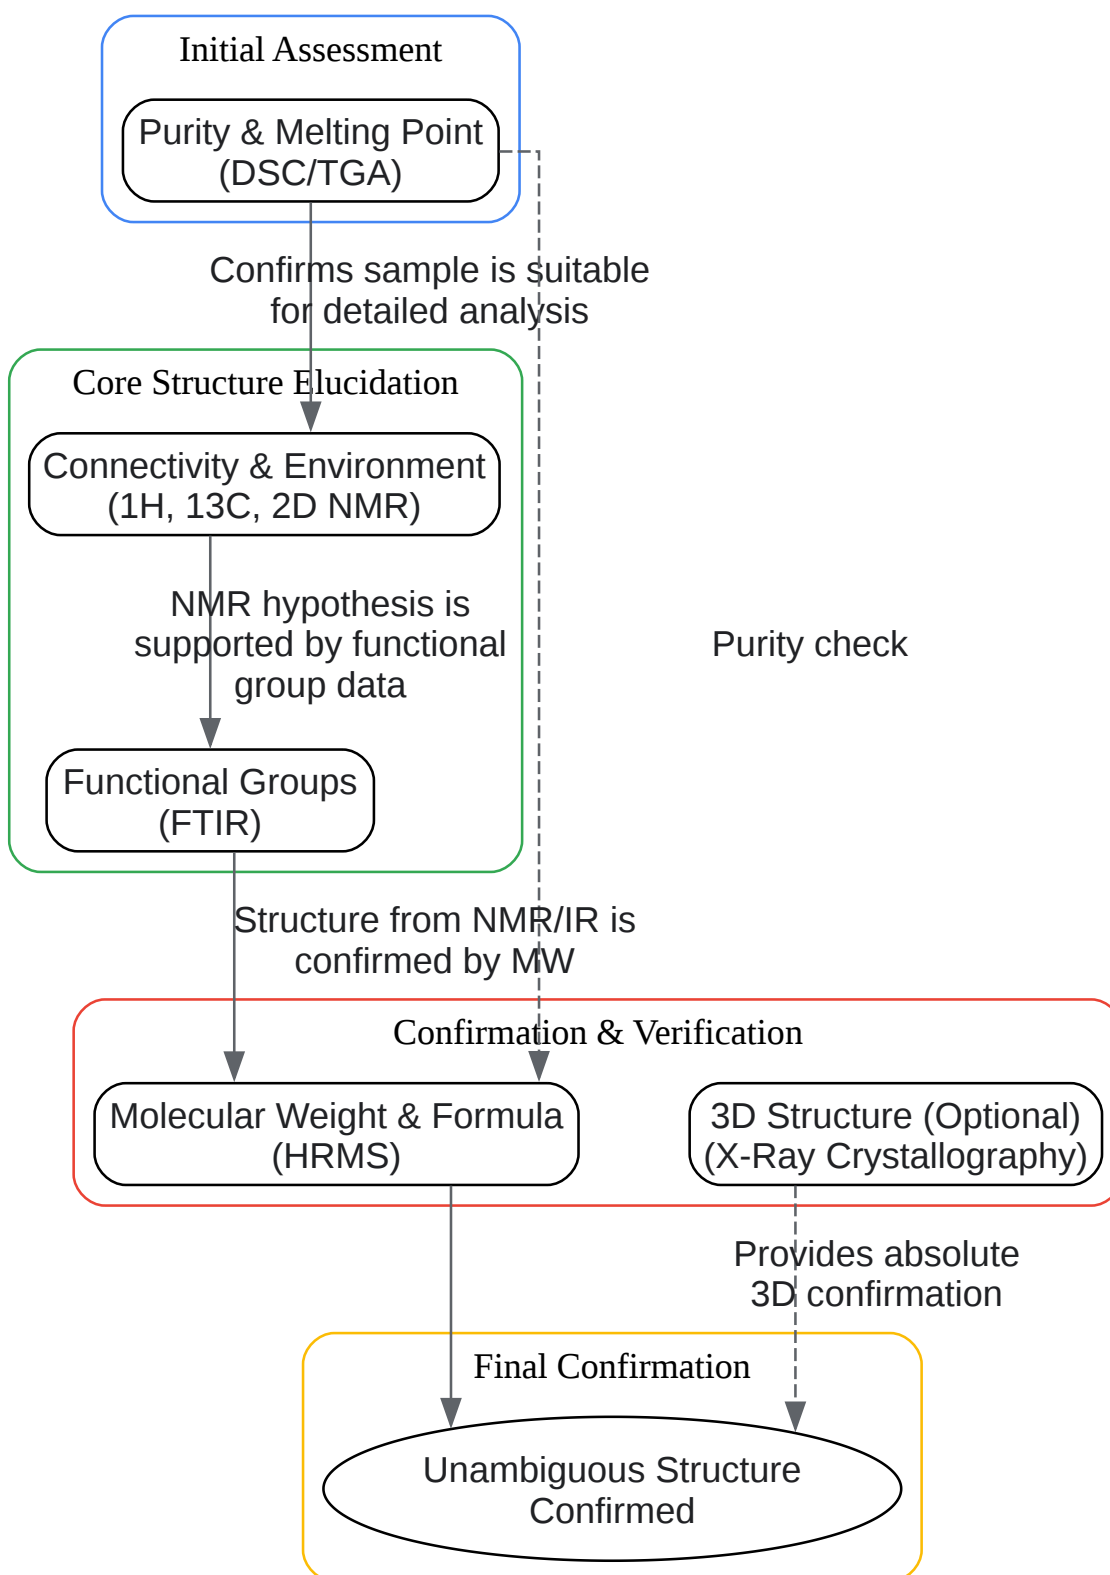 Initial Assessment
Purity & Melting Point
(DSC/TGA)
Confirms sample is suitable
for detailed analysis
Core Structure Elucidation
Connectivity & Environment
(1H, 13C, 2D NMR)
NMR hypothesis is
supported by functional
group data
Purity check
Functional Groups
(FTIR)
Structure from NMR/IR is
confirmed by MW
Confirmation & Verification
Molecular Weight & Formula
(HRMS)
3D Structure (Optional)
(X-Ray Crystallography)
Provides absolute
3D confirmation
Final Confirmation
Unambiguous Structure
Confirmed